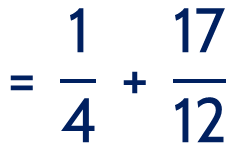 = 1/4 + 17/12